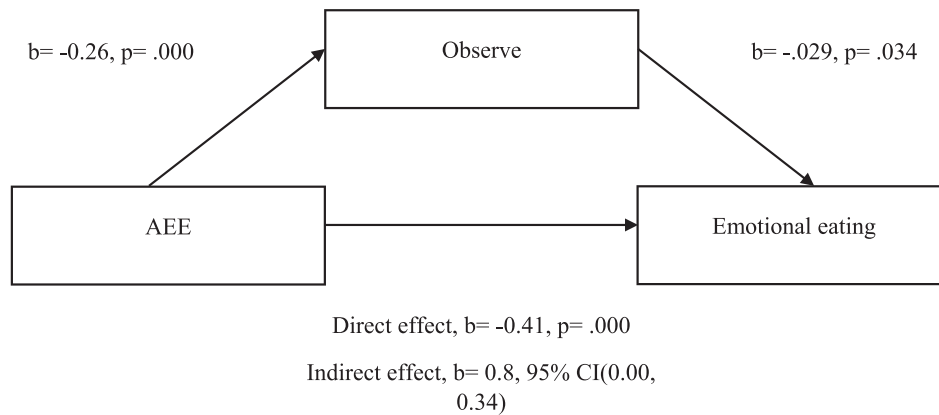 b= -0.26, p= .000
Observe
b= -.029, p= .034
AEE
Emotional eating
Direct effect, b= -0.41, p= .000
Indirect effect, b= 0.8, 95% CI(0.00,
0.34)